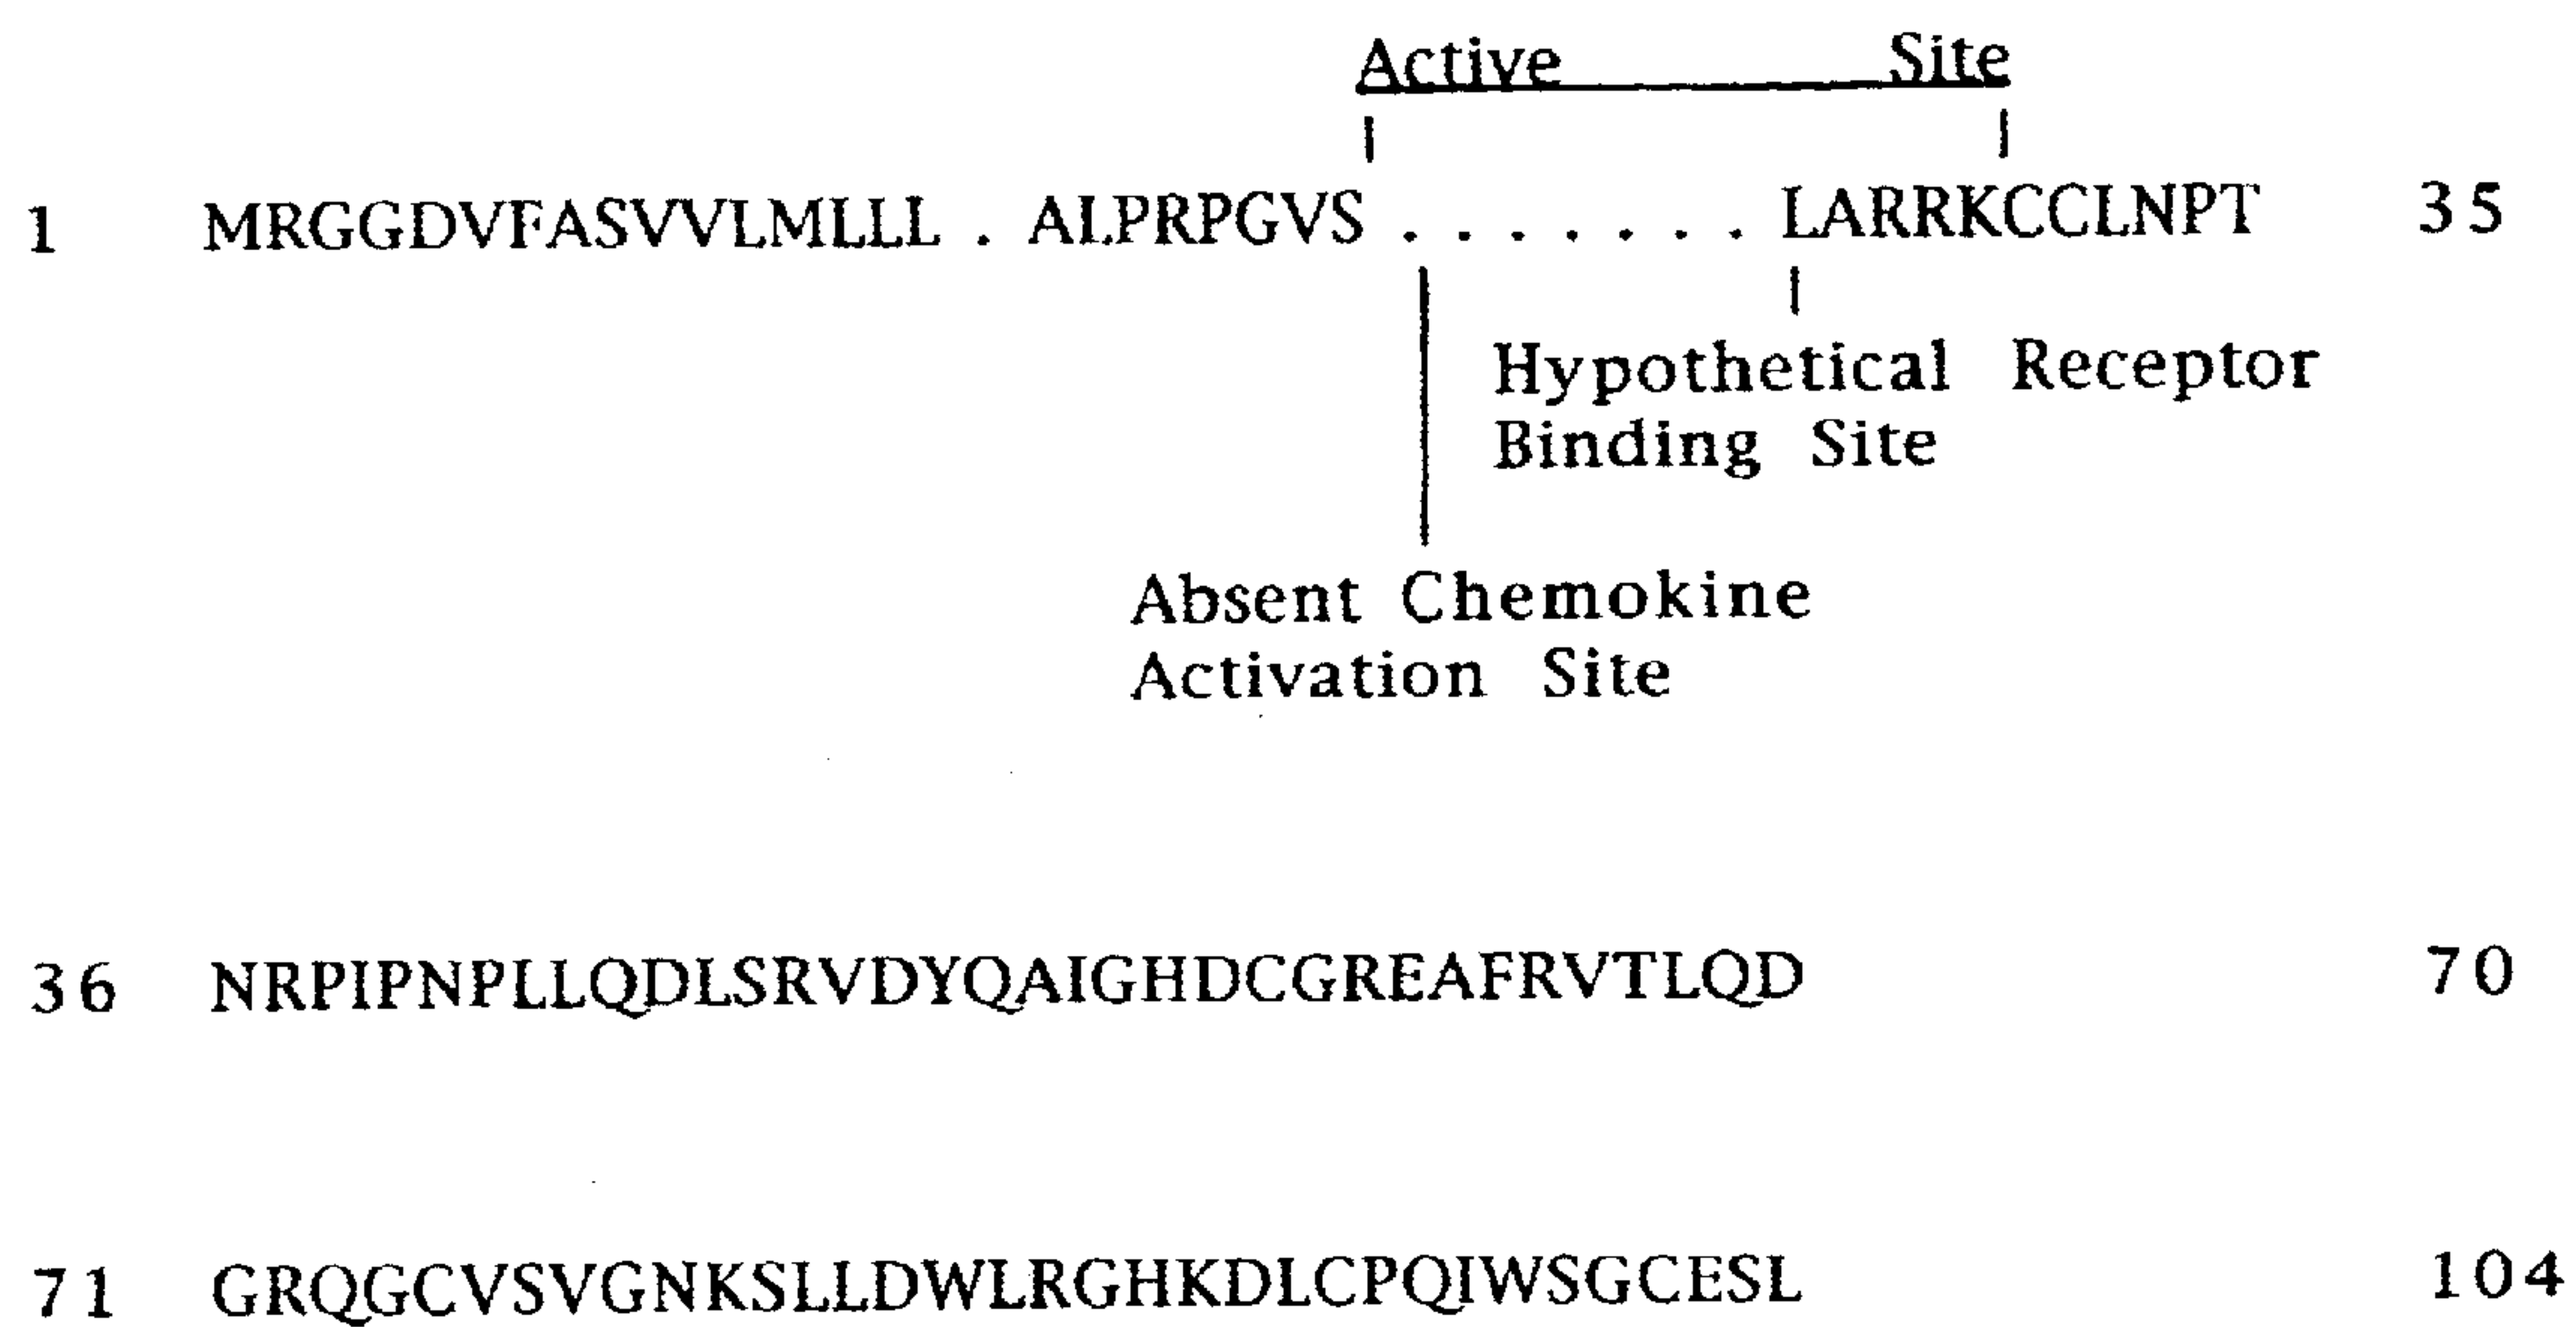 Active Site
1 MRGGDVFASVVLMLLL . ALPRPGVS . . . . . . . LARRKCCLNPT 35
Hypothetical Receptor
Binding Site
Absent Chemokine
Activation Site
36 NRPIPNPLLQDLSRVDYQAIGHDCGREAFRVTLQD 70
71 GRQGCVSVGNKSLLDWLRGHKDLCPQIWSGCESL 104